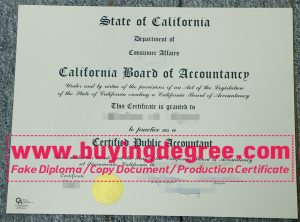 State of California
Department of
Consumer Affairs
California Board of Accountancy
Under and by virtue of the provisions of an Act of the Legislature
of the State of California creating a California Board of Accountancy
This Certificate is granted to
to practice as a
Certified Public Accountant
www.buyingdegree.com
Fake Diploma / Copy Document / Production Certificate